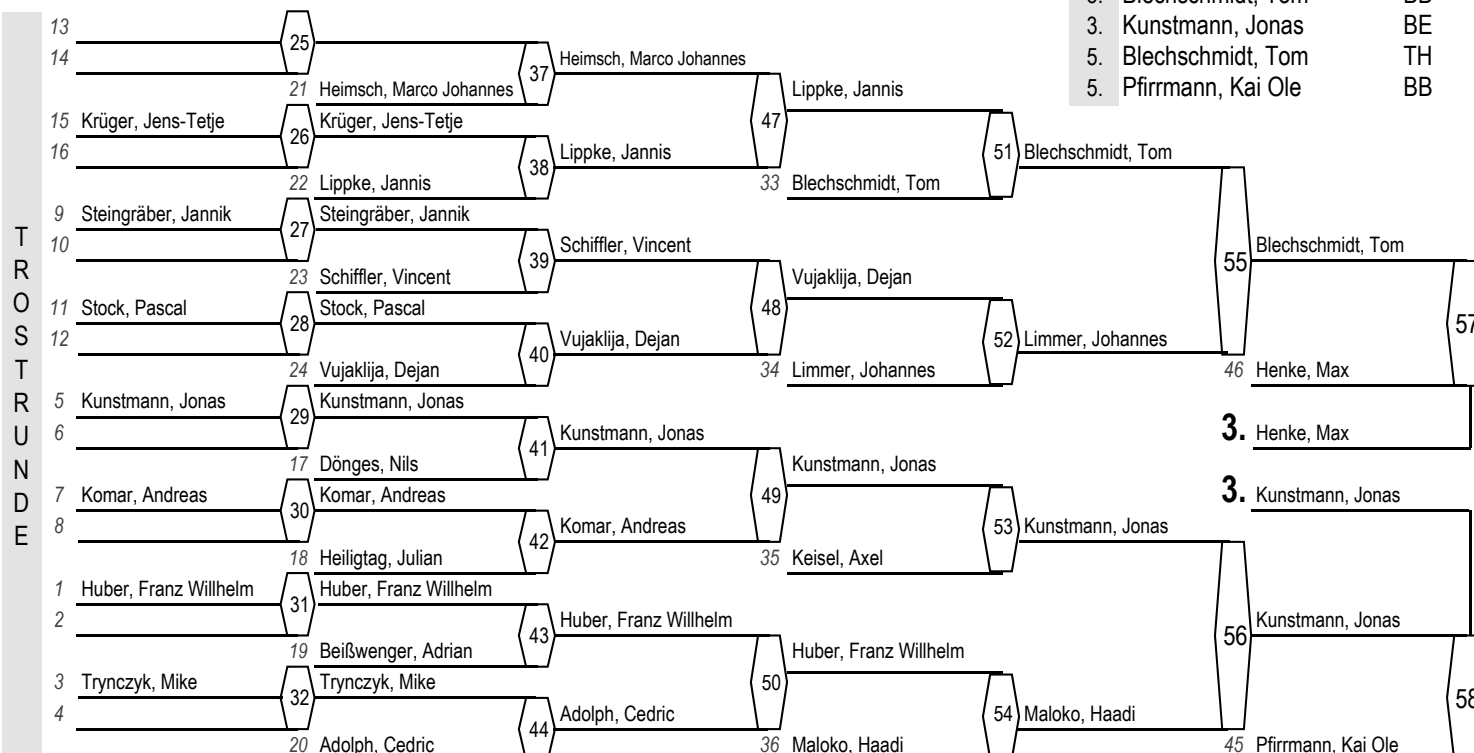 3. Kunstmann, Jonas BE
5. Blechschmidt, Tom TH
5. Pfirrmann, Kai Ole BB
TROSTRUNDE
13
25
14
37 Heimsch, Marco Johannes
21 Heimsch, Marco Johannes
Lippke, Jannis
15 Krüger, Jens-Tetje
26 Krüger, Jens-Tetje
47
16
38 Lippke, Jannis
51 Blechschmidt, Tom
22 Lippke, Jannis
33 Blechschmidt, Tom
9 Steingräber, Jannik
27 Steingräber, Jannik
10
39 Schiffler, Vincent
55 Blechschmidt, Tom
23 Schiffler, Vincent
Vujaklija, Dejan
11 Stock, Pascal
28 Stock, Pascal
48
57
12
40 Vujaklija, Dejan
52 Limmer, Johannes
24 Vujaklija, Dejan
34 Limmer, Johannes
46 Henke, Max
5 Kunstmann, Jonas
29 Kunstmann, Jonas
6
41 Kunstmann, Jonas
3. Henke, Max
17 Dönges, Nils
Kunstmann, Jonas
7 Komar, Andreas
30 Komar, Andreas
49
3. Kunstmann, Jonas
8
42 Komar, Andreas
53 Kunstmann, Jonas
18 Heiligtag, Julian
35 Keisel, Axel
1 Huber, Franz Willhelm
31 Huber, Franz Willhelm
2
43 Huber, Franz Willhelm
56 Kunstmann, Jonas
19 Beißwenger, Adrian
Huber, Franz Willhelm
3 Trynczyk, Mike
32 Trynczyk, Mike
50
58
4
44 Adolph, Cedric
54 Maloko, Haadi
20 Adolph, Cedric
36 Maloko, Haadi
45 Pfirrmann, Kai Ole